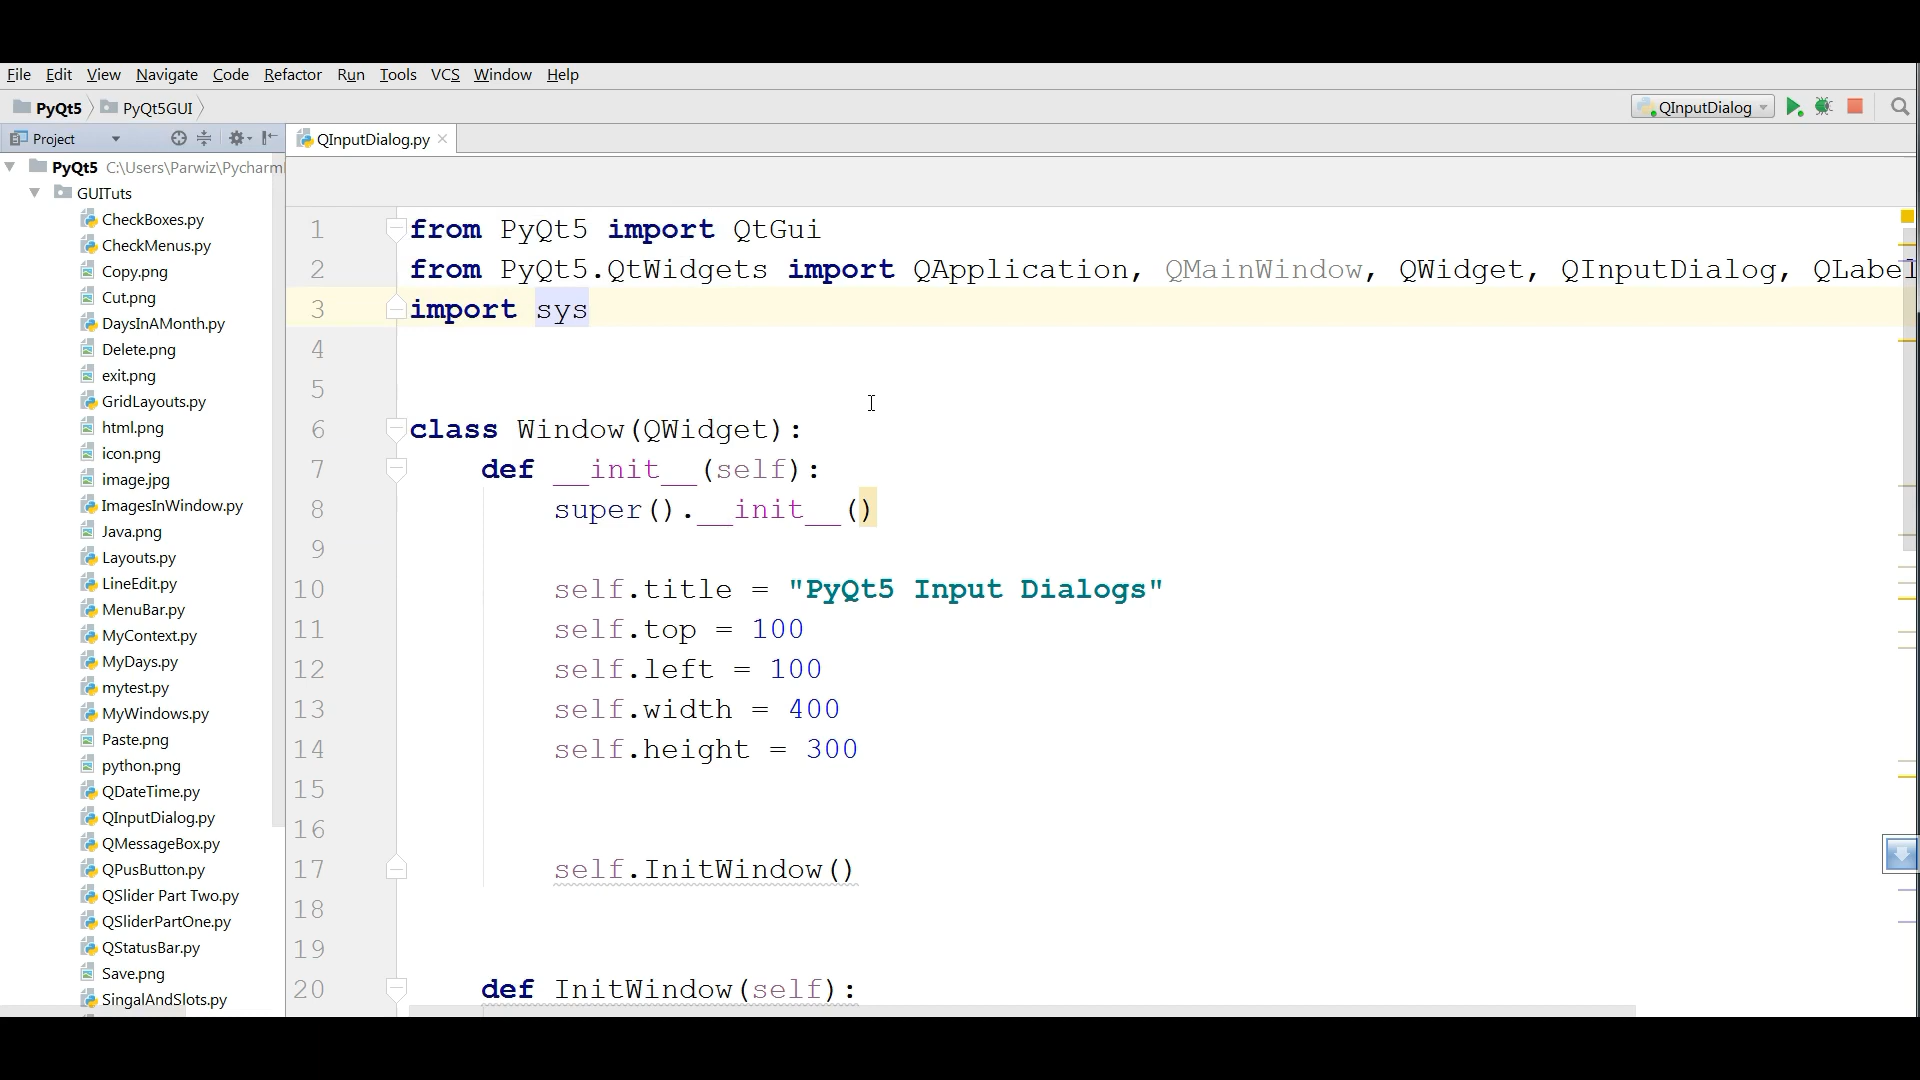 File Edit View Navigate Code Refactor Run Tools VCS Window Help
PyQt5 PyQt5GUI QInputDialog
Project QInputDialog.py
PyQt5 C:\Users\Parwiz\Pycharm
GUITuts
CheckBoxes.py
CheckMenus.py
Copy.png
Cut.png
DaysInAMonth.py
Delete.png
exit.png
GridLayouts.py
html.png
icon.png
image.jpg
ImagesInWindow.py
Java.png
Layouts.py
LineEdit.py
MenuBar.py
MyContext.py
MyDays.py
mytest.py
MyWindows.py
Paste.png
python.png
QDateTime.py
QInputDialog.py
QMessageBox.py
QPusButton.py
QSlider Part Two.py
QSliderPartOne.py
QStatusBar.py
Save.png
SingalAndSlots.py
1 from PyQt5 import QtGui
2 from PyQt5.QtWidgets import QApplication, QMainWindow, QWidget, QInputDialog, QLabel
3 import sys
4
5
6 class Window(QWidget):
7 def __init__(self):
8 super().__init__()
9
10 self.title = "PyQt5 Input Dialogs"
11 self.top = 100
12 self.left = 100
13 self.width = 400
14 self.height = 300
15
16
17 self.InitWindow()
18
19
20 def InitWindow(self):